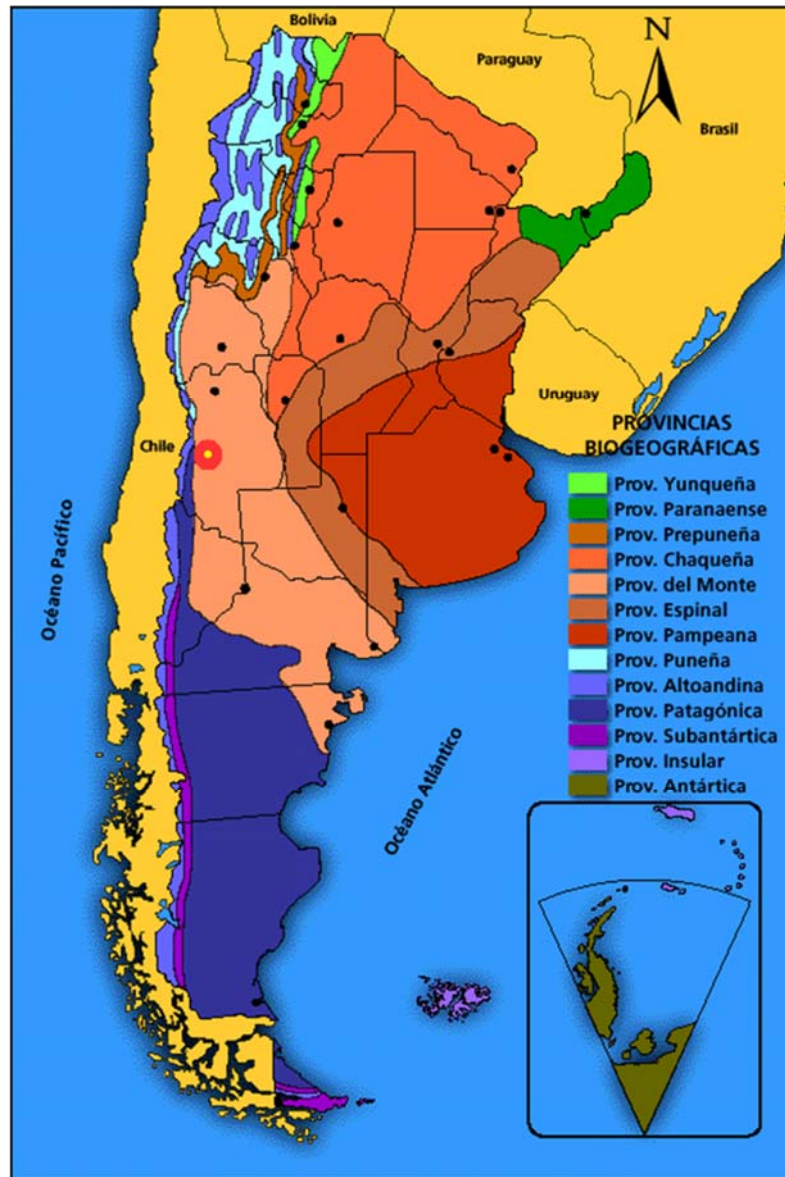 Bolivia
N
Paraguay
Brasil
Chile
Uruguay
Océano Pacífico
Océano Atlántico
PROVINCIAS
BIOGEOGRÁFICAS
Prov. Yunqueña
Prov. Paranaense
Prov. Prepuneña
Prov. Chaqueña
Prov. del Monte
Prov. Espinal
Prov. Pampeana
Prov. Puneña
Prov. Altoandina
Prov. Patagónica
Prov. Subantártica
Prov. Insular
Prov. Antártica